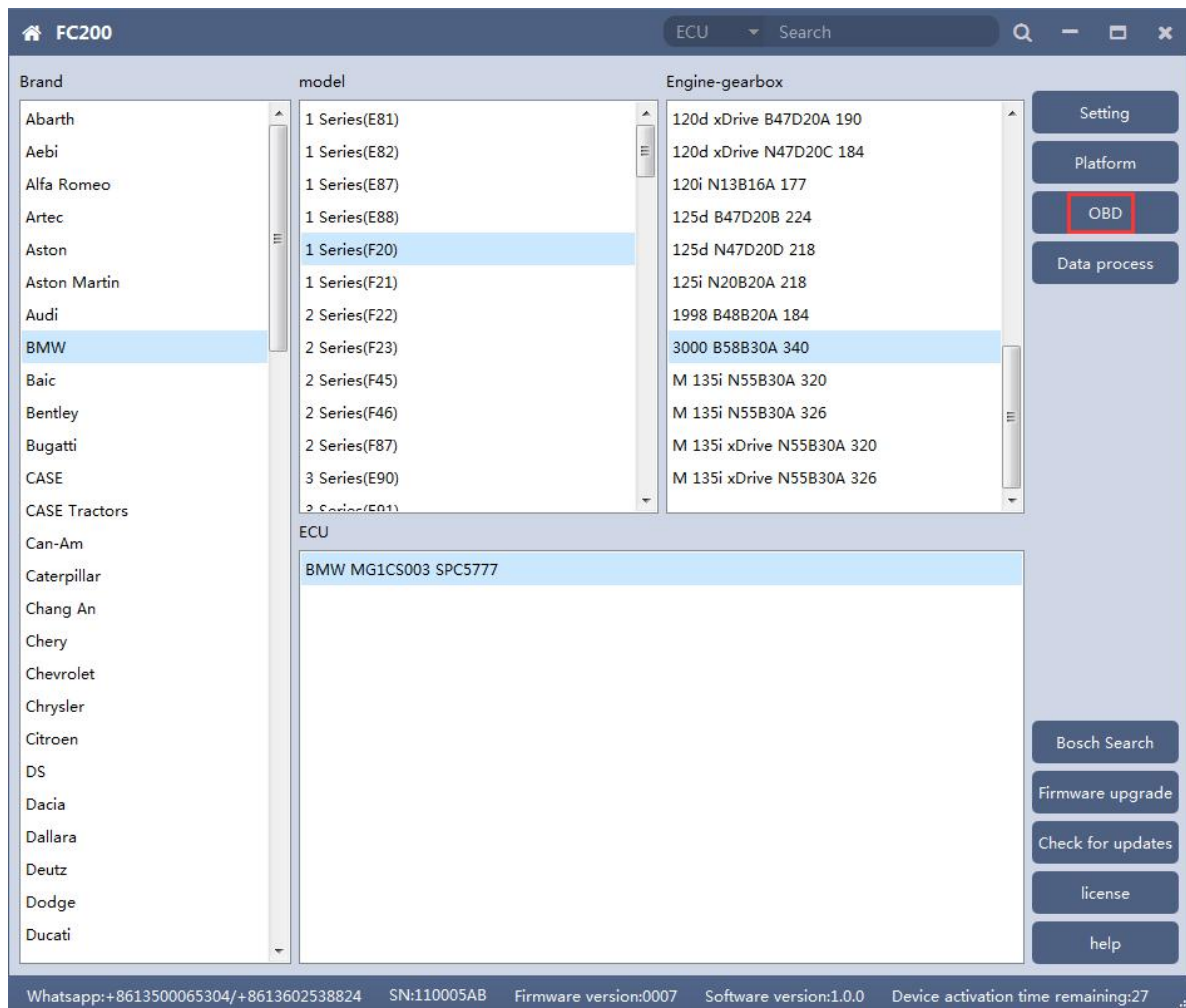 FC200
ECU
Search
Brand
Abarth
Aebi
Alfa Romeo
Artec
Aston
Aston Martin
Audi
BMW
Baic
Bentley
Bugatti
CASE
CASE Tractors
Can-Am
Caterpillar
Chang An
Chery
Chevrolet
Chrysler
Citroen
DS
Dacia
Dallara
Deutz
Dodge
Ducati
model
1 Series(E81)
1 Series(E82)
1 Series(E87)
1 Series(E88)
1 Series(F20)
1 Series(F21)
2 Series(F22)
2 Series(F23)
2 Series(F45)
2 Series(F46)
2 Series(F87)
3 Series(E90)
3 Series(E91)
Engine-gearbox
120d xDrive B47D20A 190
120d xDrive N47D20C 184
120i N13B16A 177
125d B47D20B 224
125d N47D20D 218
125i N20B20A 218
1998 B48B20A 184
3000 B58B30A 340
M 135i N55B30A 320
M 135i N55B30A 326
M 135i xDrive N55B30A 320
M 135i xDrive N55B30A 326
ECU
BMW MG1CS003 SPC5777
Setting
Platform
OBD
Data process
Bosch Search
Firmware upgrade
Check for updates
license
help
Whatsapp:+8613500065304/+8613602538824 SN:110005AB Firmware version:0007 Software version:1.0.0 Device activation time remaining:27